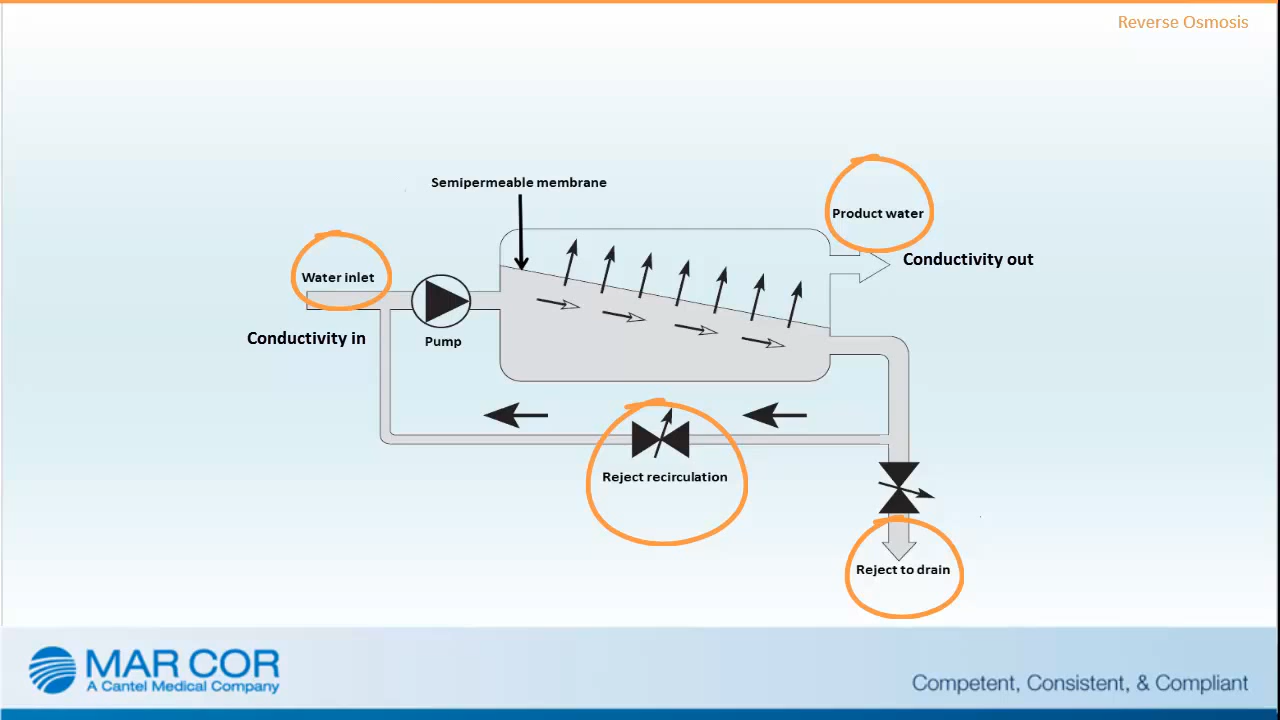 Reverse Osmosis
Semipermeable membrane
Product water
Water inlet
Conductivity out
Conductivity in
Pump
Reject recirculation
Reject to drain
MAR COR
A Cantel Medical Company
Competent, Consistent, & Compliant